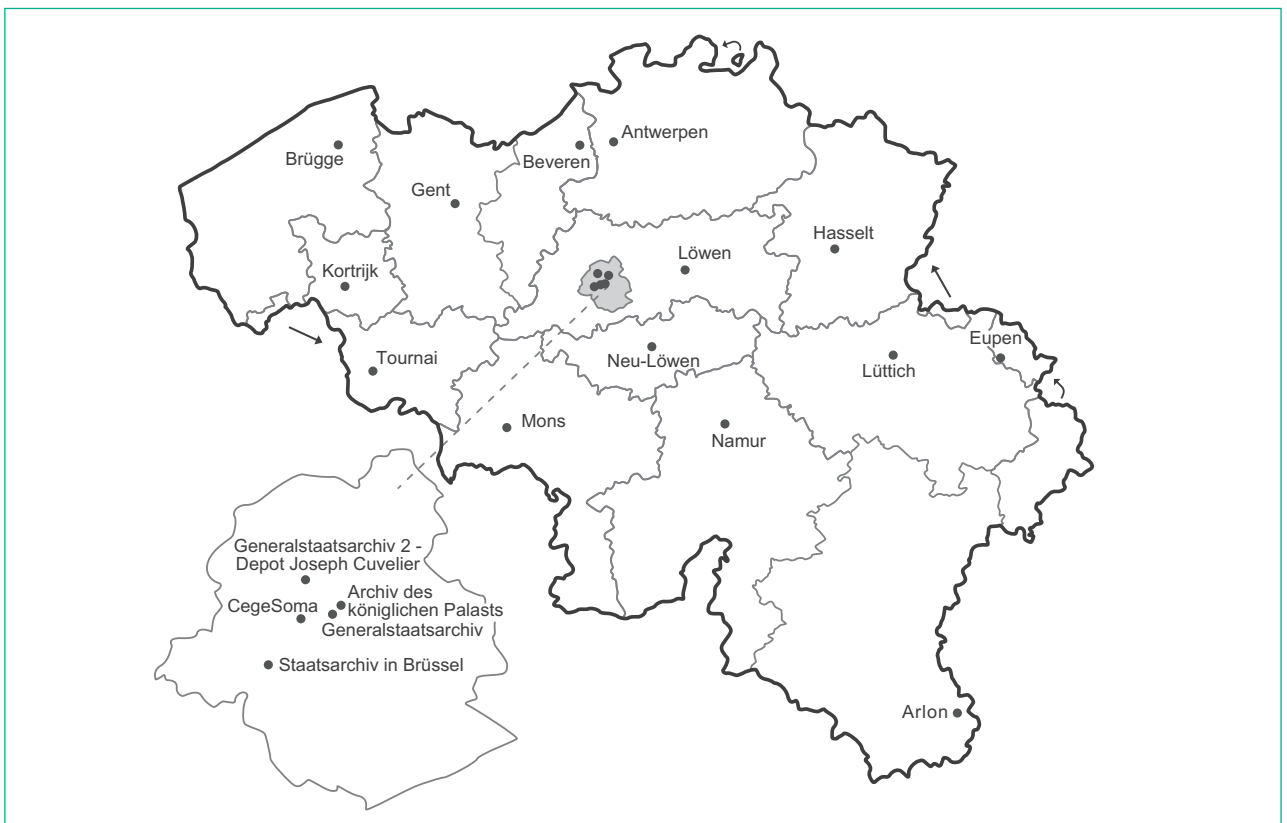 Antwerpen
Brügge
Beveren
Gent
Hasselt
Löwen
Kortrijk
Eupen
Tournai
Neu-Löwen
Lüttich
Mons
Namur
Generalstaatsarchiv 2 -
Depot Joseph Cuvelier
Archiv des
königlichen Palasts
CegeSoma
Generalstaatsarchiv
Staatsarchiv in Brüssel
Arlon